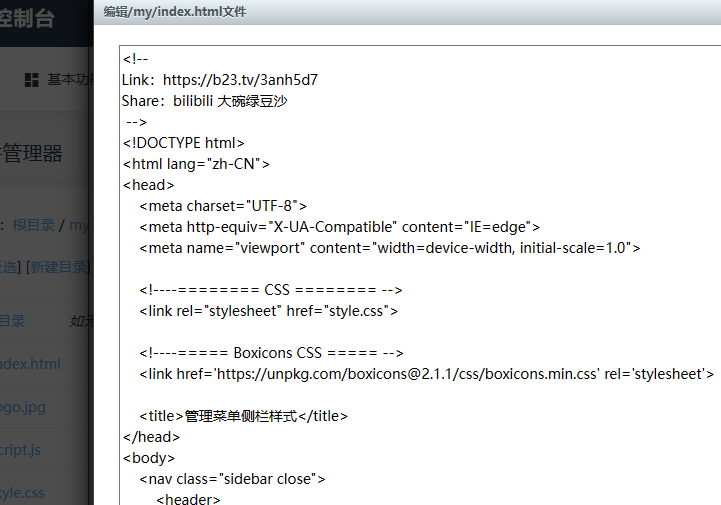 控制台
编辑/my/index.html文件
基本功
管理器
：根目录 / my
选] [新建目录]
目录 如无
ndex.html
ogo.jpg
cript.js
tyle.css
<!--
Link：https://b23.tv/3anh5d7
Share：bilibili 大碗绿豆沙
-->
<!DOCTYPE html>
<html lang="zh-CN">
<head>
<meta charset="UTF-8">
<meta http-equiv="X-UA-Compatible" content="IE=edge">
<meta name="viewport" content="width=device-width, initial-scale=1.0">
<!----======== CSS ======== -->
<link rel="stylesheet" href="style.css">
<!----===== Boxicons CSS ===== -->
<link href='https://unpkg.com/boxicons@2.1.1/css/boxicons.min.css' rel='stylesheet'>
<title>管理菜单侧栏样式</title>
</head>
<body>
<nav class="sidebar close">
<header>